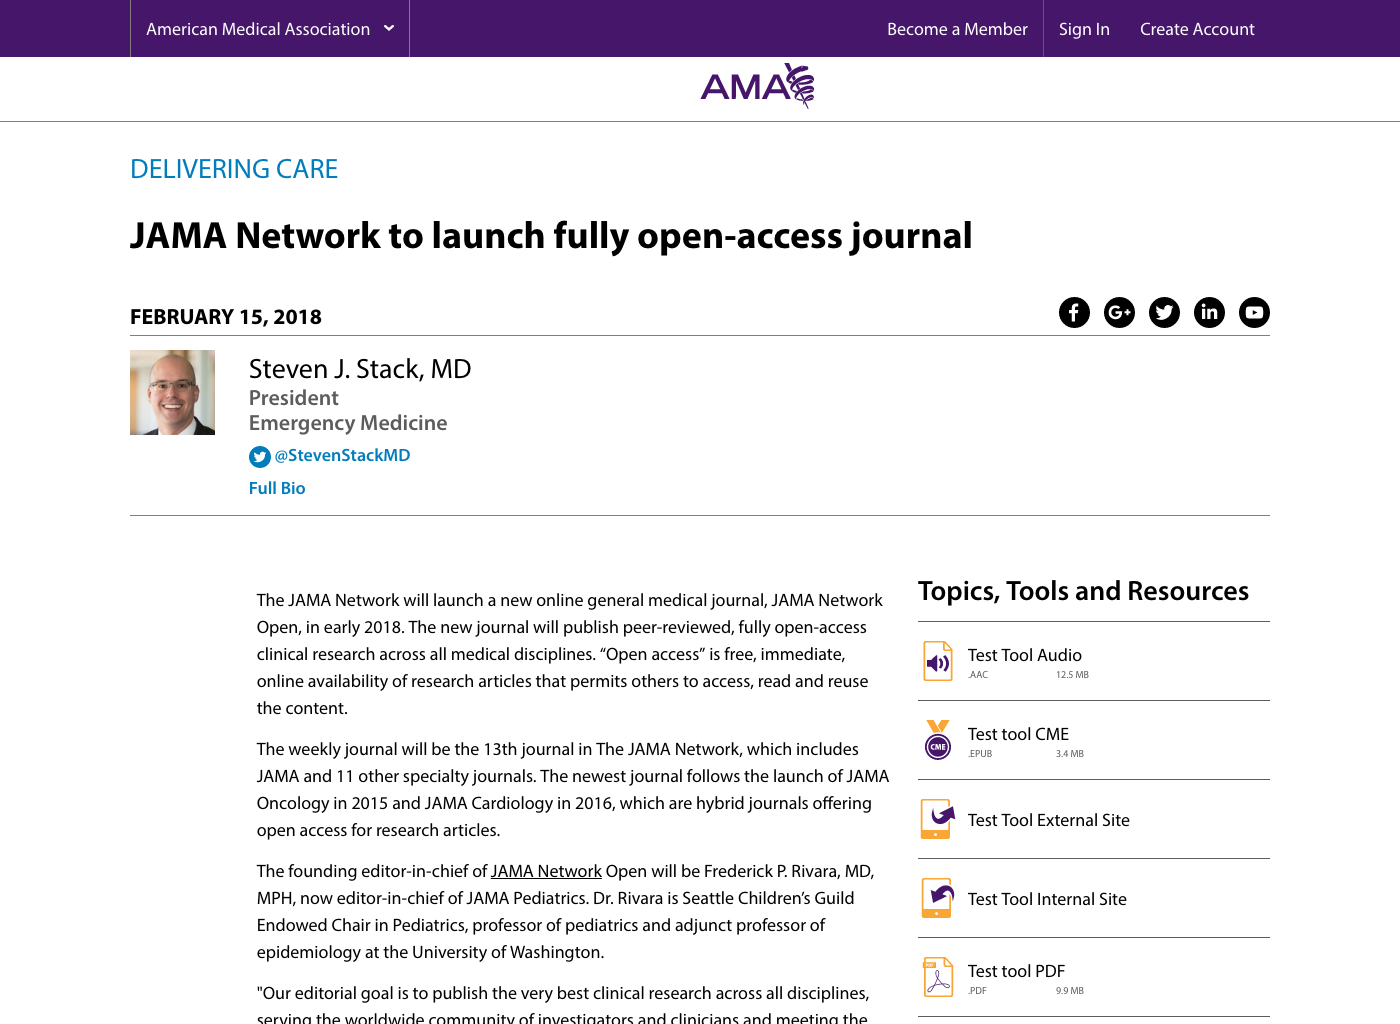 American Medical Association
Become a Member
Sign In
Create Account
AMA
DELIVERING CARE
JAMA Network to launch fully open-access journal
FEBRUARY 15, 2018
Steven J. Stack, MD
President
Emergency Medicine
@StevenStackMD
Full Bio
The JAMA Network will launch a new online general medical journal, JAMA Network
Open, in early 2018. The new journal will publish peer-reviewed, fully open-access
clinical research across all medical disciplines. “Open access” is free, immediate,
online availability of research articles that permits others to access, read and reuse
the content.
The weekly journal will be the 13th journal in The JAMA Network, which includes
JAMA and 11 other specialty journals. The newest journal follows the launch of JAMA
Oncology in 2015 and JAMA Cardiology in 2016, which are hybrid journals offering
open access for research articles.
The founding editor-in-chief of JAMA Network Open will be Frederick P. Rivara, MD,
MPH, now editor-in-chief of JAMA Pediatrics. Dr. Rivara is Seattle Children’s Guild
Endowed Chair in Pediatrics, professor of pediatrics and adjunct professor of
epidemiology at the University of Washington.
"Our editorial goal is to publish the very best clinical research across all disciplines,
serving the worldwide community of investigators and clinicians and meeting the
Topics, Tools and Resources
Test Tool Audio
.AAC 12.5 MB
CME
Test tool CME
.EPUB 3.4 MB
Test Tool External Site
Test Tool Internal Site
PDF
Test tool PDF
.PDF 9.9 MB